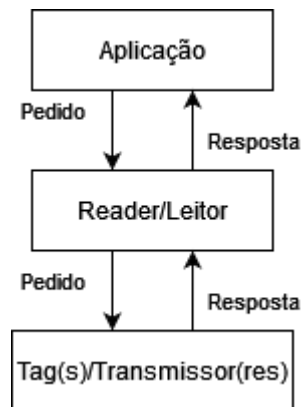 Aplicação
Pedido
Resposta
Reader/Leitor
Pedido
Resposta
Tag(s)/Transmissor(res)